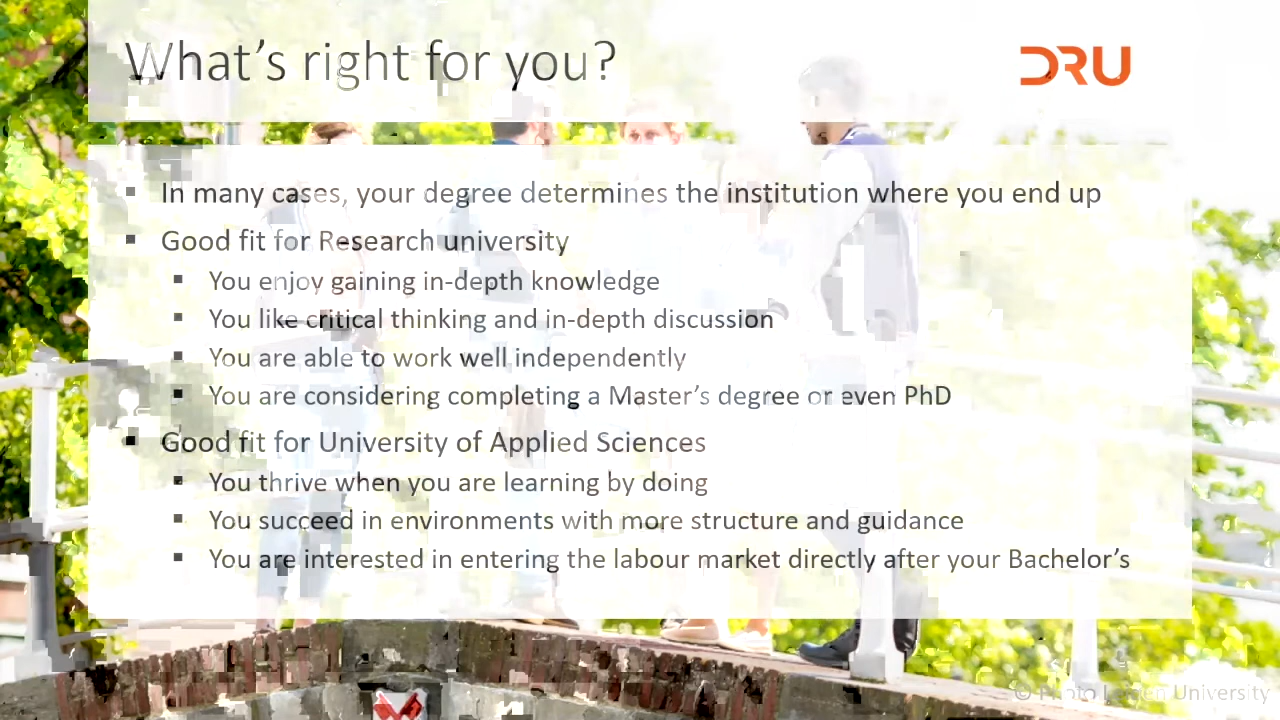 What's right for you?
DRU
▪ In many cases, your degree determines the institution where you end up
▪ Good fit for Research university
▪ You enjoy gaining in-depth knowledge
▪ You like critical thinking and in-depth discussion
▪ You are able to work well independently
▪ You are considering completing a Master's degree or even PhD
▪ Good fit for University of Applied Sciences
▪ You thrive when you are learning by doing
▪ You succeed in environments with more structure and guidance
▪ You are interested in entering the labour market directly after your Bachelor's
© Photo Leiden University